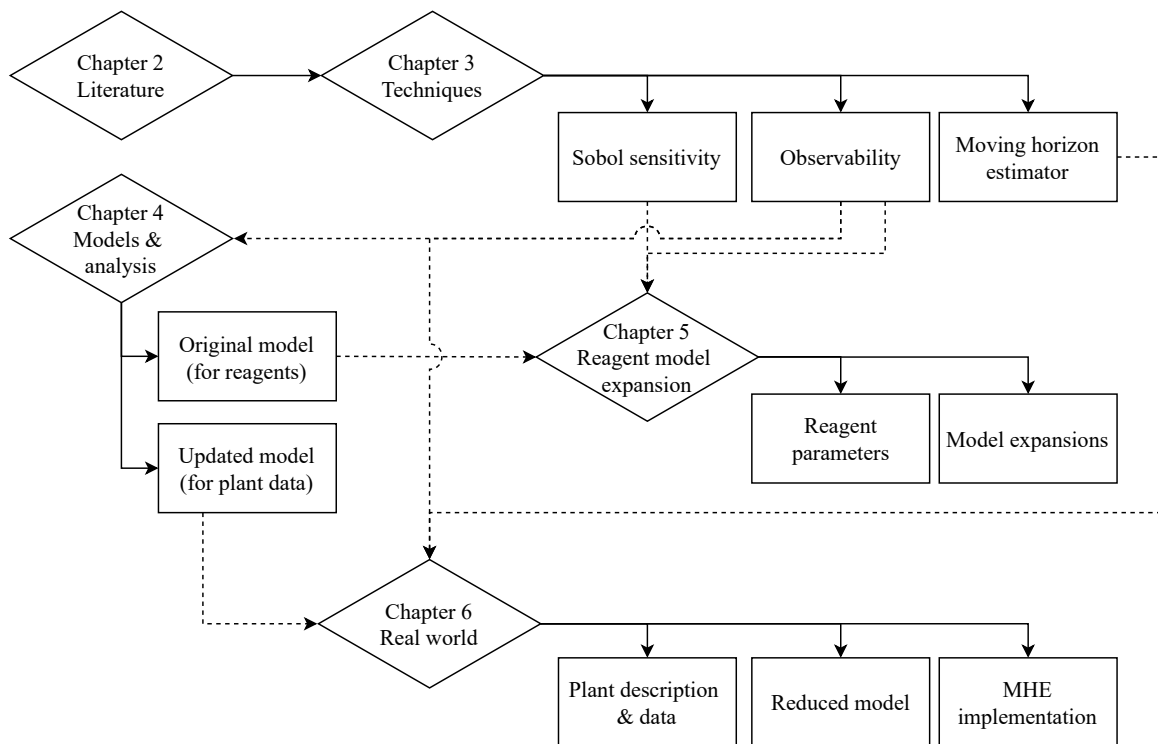 Chapter 2
Literature
Chapter 3
Techniques
Sobol sensitivity
Observability
Moving horizon
estimator
Chapter 4
Models &
analysis
Original model
(for reagents)
Updated model
(for plant data)
Chapter 5
Reagent model
expansion
Reagent
parameters
Model expansions
Chapter 6
Real world
Plant description
& data
Reduced model
MHE
implementation